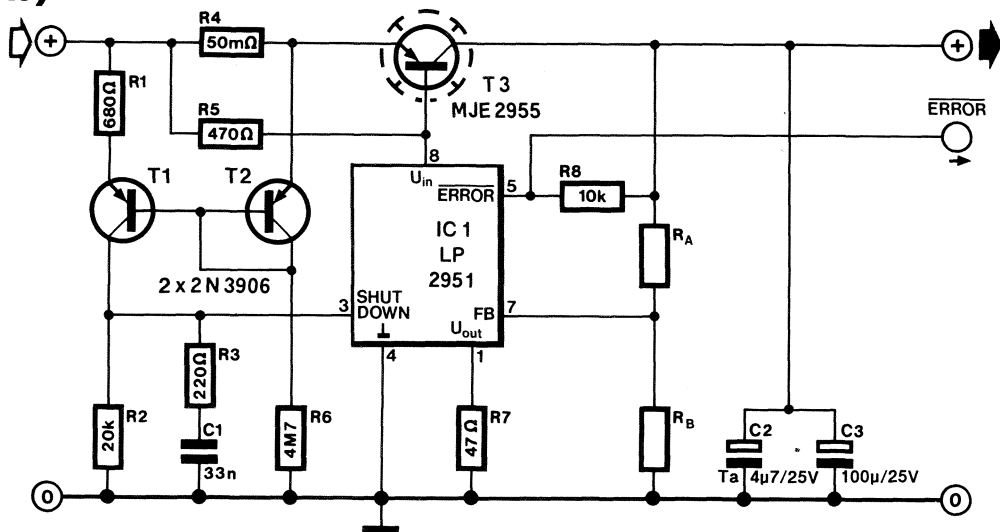 R4
50mΩ
R1
680Ω
R5
470Ω
T3
MJE 2955
ERROR
8
Uin
ERROR
5
R8
10k
T1
T2
IC 1
LP
2951
RA
2 x 2N 3906
3
SHUT
DOWN
FB
7
Uout
4
1
R3
220Ω
R2
20k
C1
33n
R6
4M7
R7
47Ω
RB
C2
Ta 4µ7/25V
C3
100µ/25V
0
0